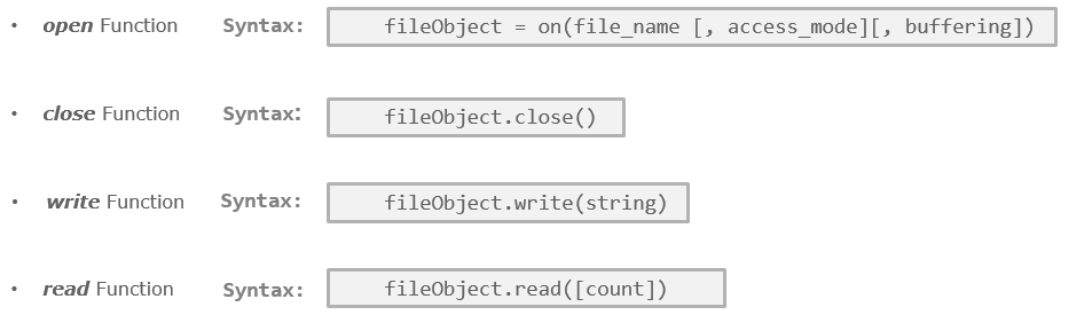 • open Function Syntax: fileObject = on(file_name [, access_mode][, buffering])
• close Function Syntax: fileObject.close()
• write Function Syntax: fileObject.write(string)
• read Function Syntax: fileObject.read([count])